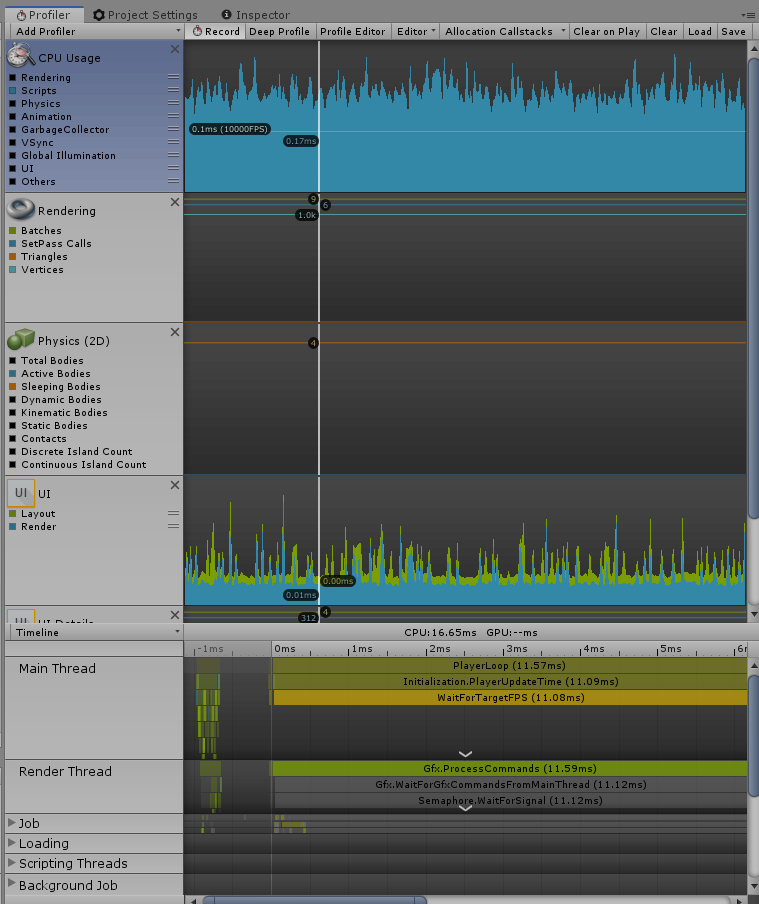 Profiler Project Settings Inspector
Add Profiler Record Deep Profile Profile Editor Editor Allocation Callstacks Clear on Play Clear Load Save
CPU Usage
Rendering
Scripts
Physics
Animation
GarbageCollector
VSync
Global Illumination
UI
Others
0.1ms (10000FPS)
0.17ms
Rendering
Batches
SetPass Calls
Triangles
Vertices
9
6
1.0k
Physics (2D)
Total Bodies
Active Bodies
Sleeping Bodies
Dynamic Bodies
Kinematic Bodies
Static Bodies
Contacts
Discrete Island Count
Continuous Island Count
4
UI
UI
Layout
Render
0.00ms
0.01ms
UI Details
4
312
Timeline CPU:16.65ms GPU:--ms
-1ms 0ms 1ms 2ms 3ms 4ms 5ms
Main Thread
PlayerLoop (11.57ms)
Initialization.PlayerUpdateTime (11.09ms)
WaitForTargetFPS (11.08ms)
Render Thread
Gfx.ProcessCommands (11.59ms)
Gfx.WaitForGfxCommandsFromMainThread (11.12ms)
Semaphore.WaitForSignal (11.12ms)
Job
Loading
Scripting Threads
Background Job